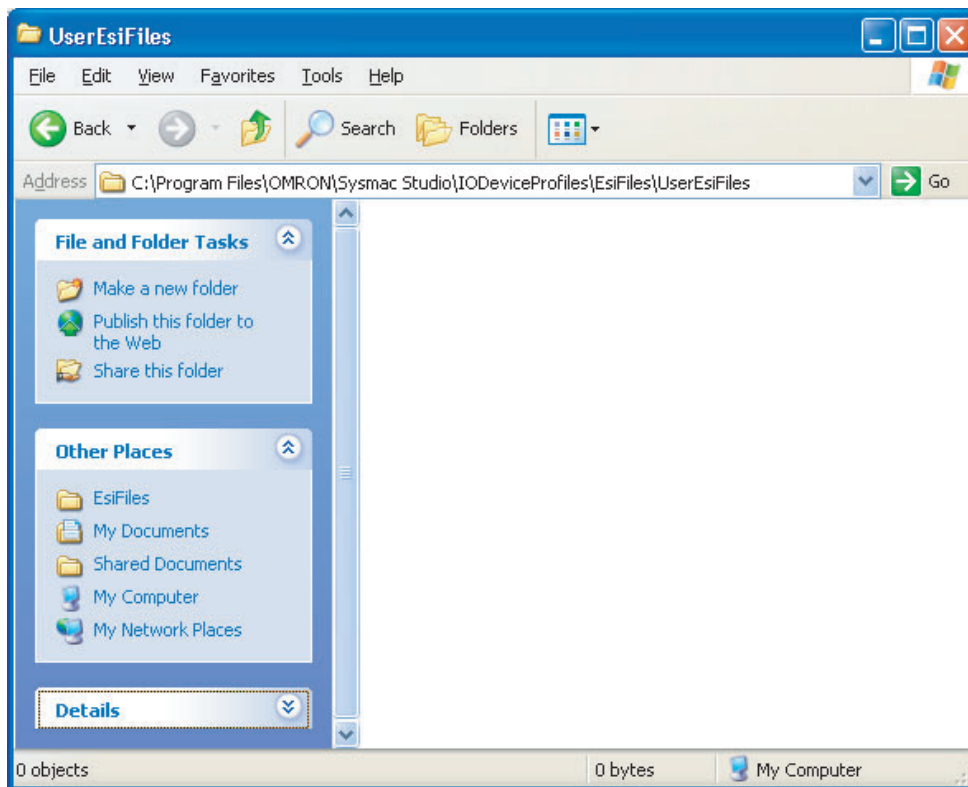 UserEsiFiles
File Edit View Favorites Tools Help
Back Search Folders
Address C:\Program Files\OMRON\Sysmac Studio\IODeviceProfiles\EsiFiles\UserEsiFiles Go
File and Folder Tasks
Make a new folder
Publish this folder to
the Web
Share this folder
Other Places
EsiFiles
My Documents
Shared Documents
My Computer
My Network Places
Details
0 objects 0 bytes My Computer